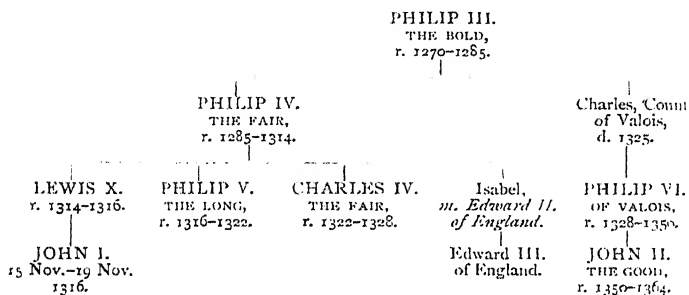 PHILIP III.
THE BOLD,
r. 1270-1285.
PHILIP IV.
THE FAIR,
r. 1285-1314.
Charles, Coun
of Valois,
d. 1325.
LEWIS X.
r. 1314-1316.
PHILIP V.
THE LONG,
r. 1316-1322.
CHARLES IV.
THE FAIR,
r. 1322-1328.
Isabel,
m. Edward II.
of England.
PHILIP VI.
OF VALOIS,
r. 1328-1350.
JOHN I.
15 Nov.-19 Nov.
1316.
Edward III.
of England.
JOHN II.
THE GOOD,
r. 1350-1364.